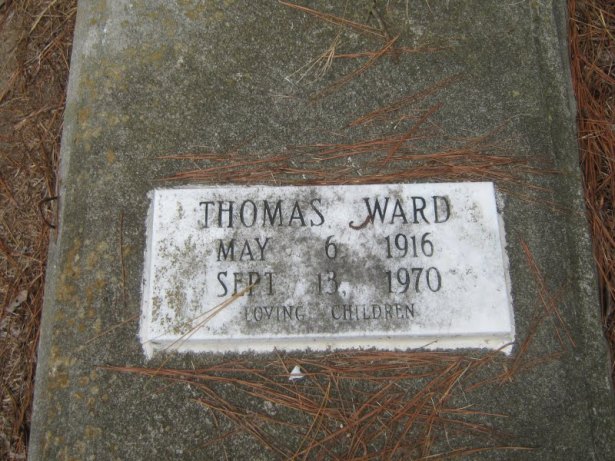 THOMAS WARD
MAY 6, 1916
SEPT 13, 1970
LOVING CHILDREN